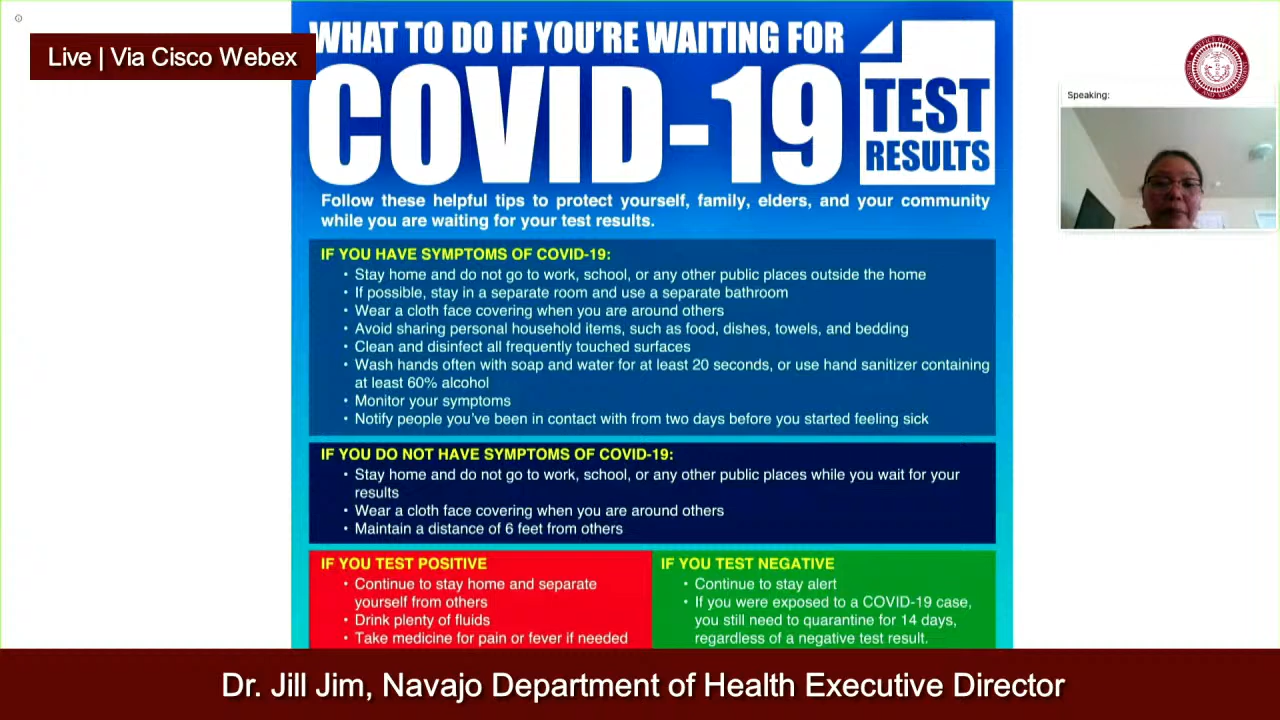 Live | Via Cisco Webex
WHAT TO DO IF YOU'RE WAITING FOR
COVID-19
TEST
RESULTS
Follow these helpful tips to protect yourself, family, elders, and your community
while you are waiting for your test results.
IF YOU HAVE SYMPTOMS OF COVID-19:
• Stay home and do not go to work, school, or any other public places outside the home
• If possible, stay in a separate room and use a separate bathroom
• Wear a cloth face covering when you are around others
• Avoid sharing personal household items, such as food, dishes, towels, and bedding
• Clean and disinfect all frequently touched surfaces
• Wash hands often with soap and water for at least 20 seconds, or use hand sanitizer containing
at least 60% alcohol
• Monitor your symptoms
• Notify people you've been in contact with from two days before you started feeling sick
IF YOU DO NOT HAVE SYMPTOMS OF COVID-19:
• Stay home and do not go to work, school, or any other public places while you wait for your
results
• Wear a cloth face covering when you are around others
• Maintain a distance of 6 feet from others
IF YOU TEST POSITIVE
• Continue to stay home and separate
yourself from others
• Drink plenty of fluids
• Take medicine for pain or fever if needed
IF YOU TEST NEGATIVE
• Continue to stay alert
• If you were exposed to a COVID-19 case,
you still need to quarantine for 14 days,
regardless of a negative test result.
OFFICE OF THE
Speaking:
Dr. Jill Jim, Navajo Department of Health Executive Director